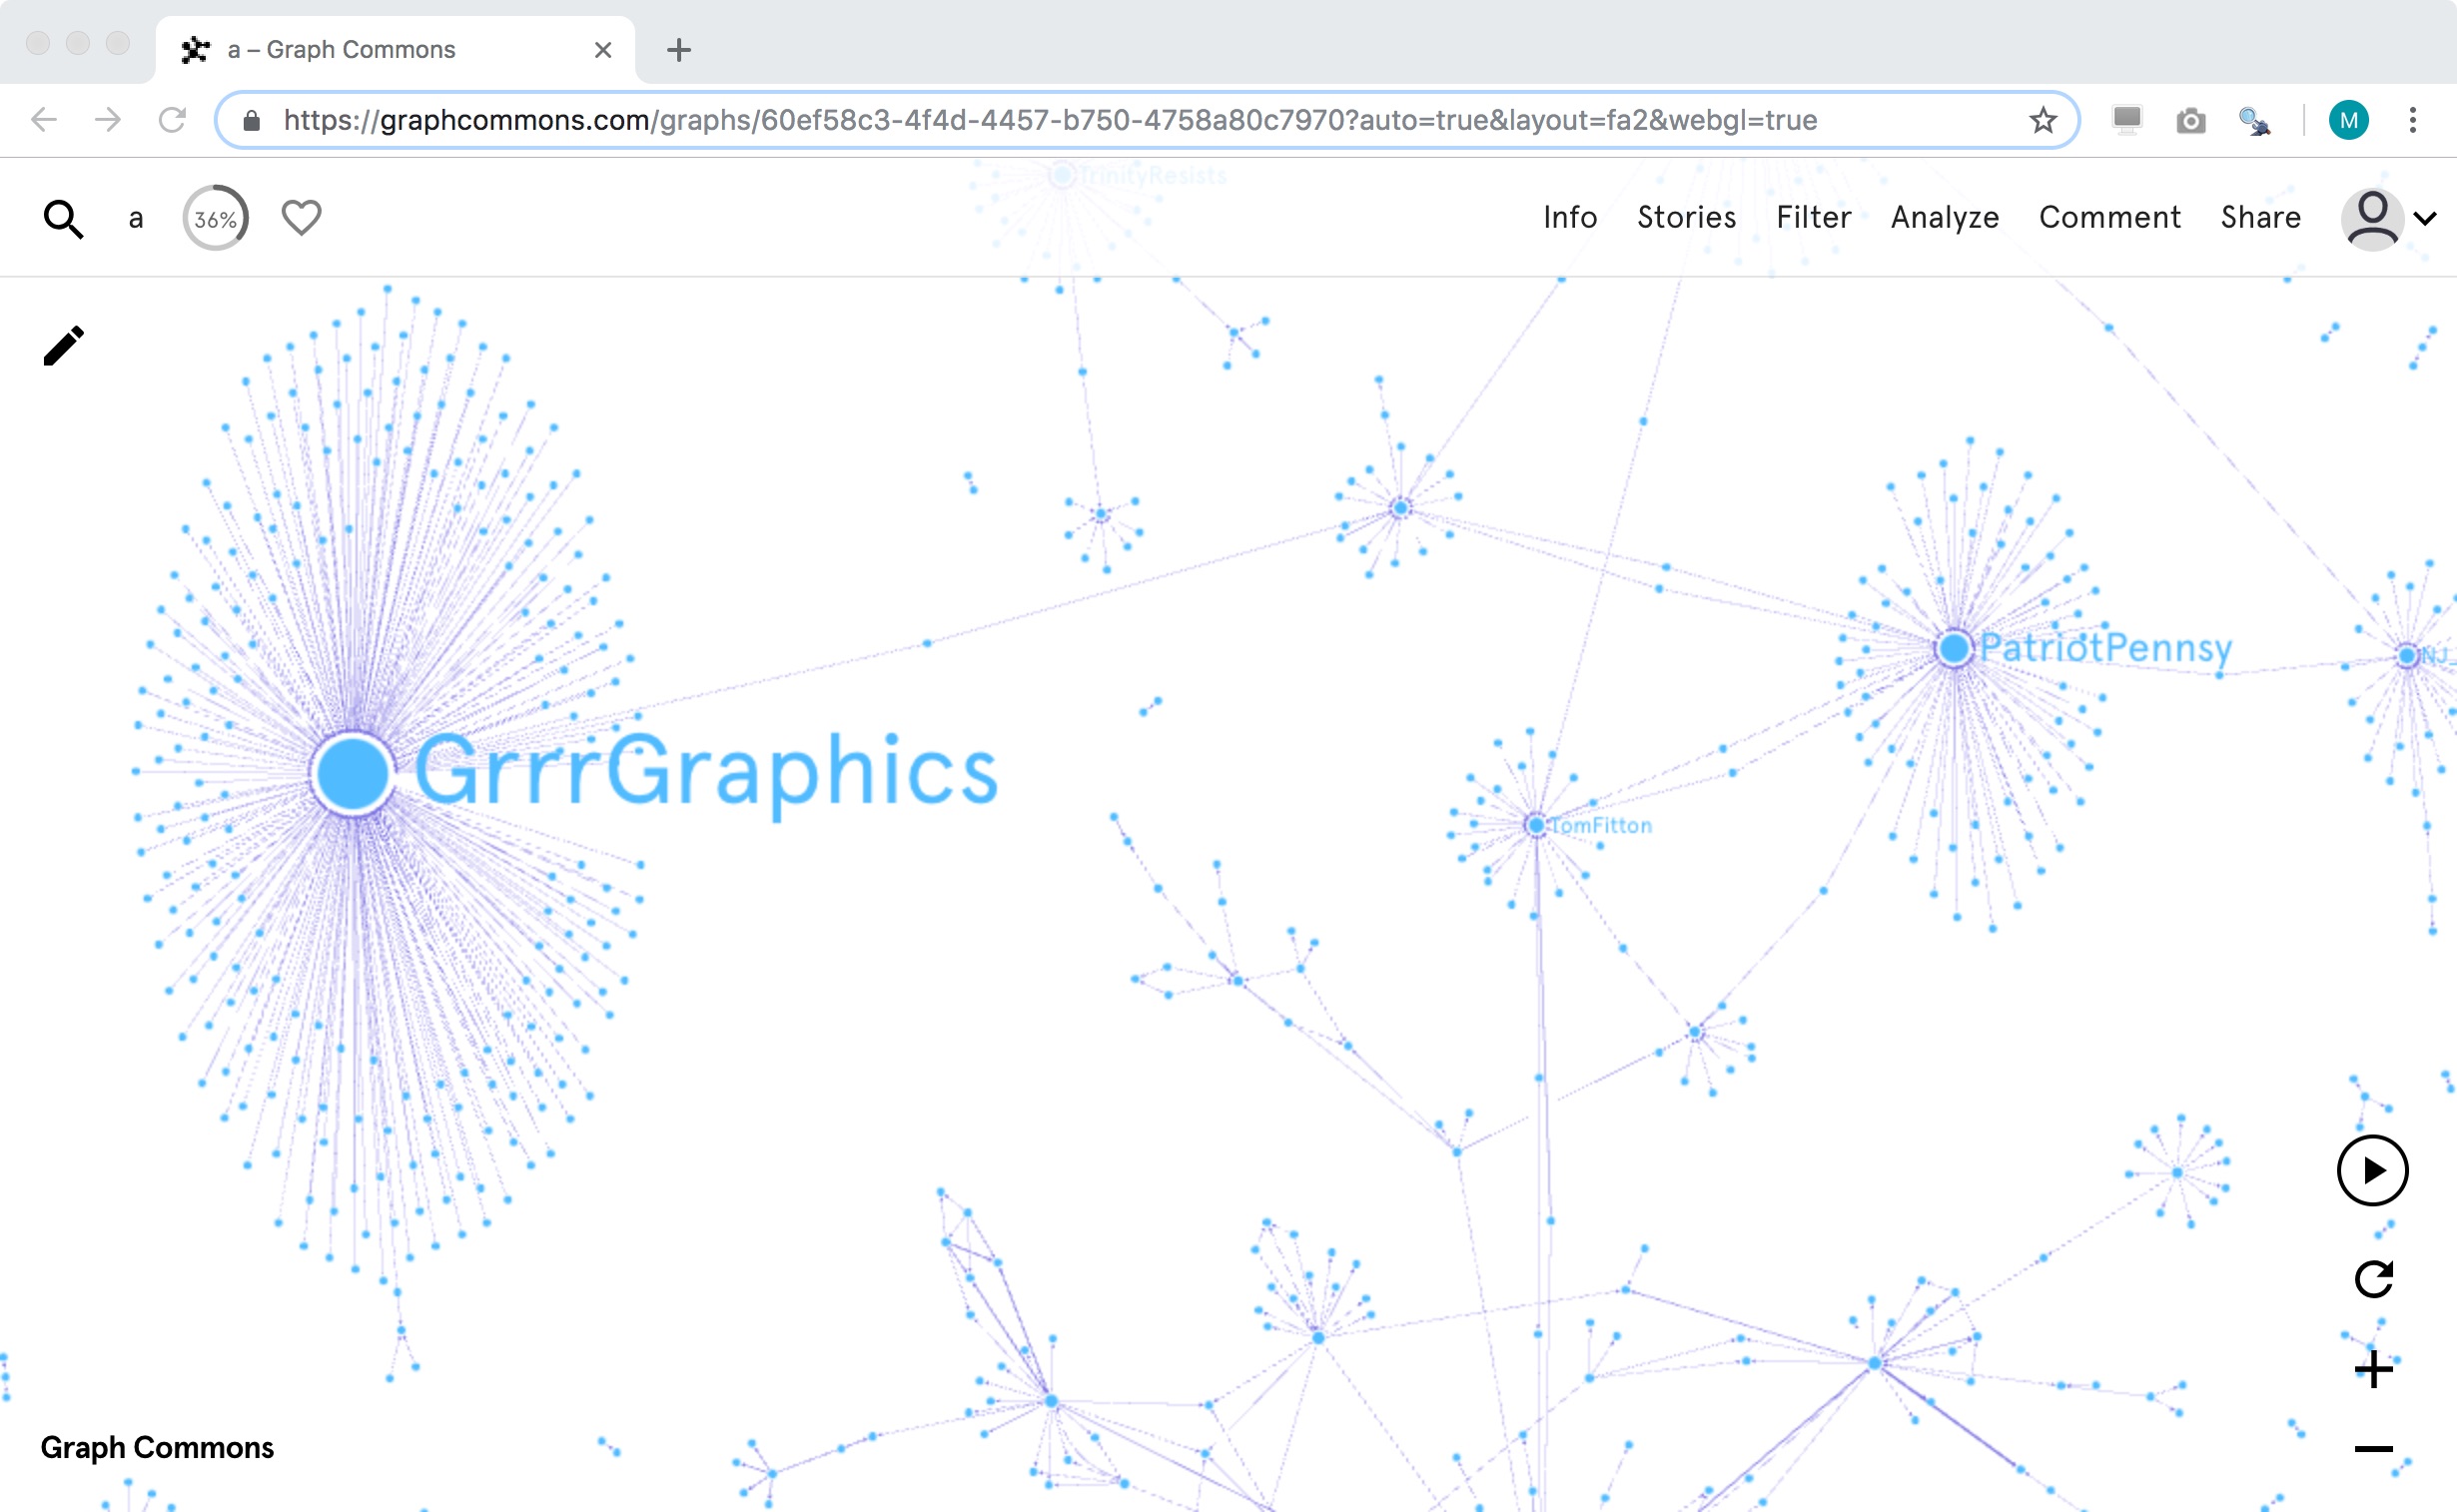 a – Graph Commons
https://graphcommons.com/graphs/60ef58c3-4f4d-4457-b750-4758a80c7970?auto=true&layout=fa2&webgl=true
M
TrinityResists
a
36%
Info
Stories
Filter
Analyze
Comment
Share
PatriotPennsy
NJ_
GrrrGraphics
TomFitton
Graph Commons